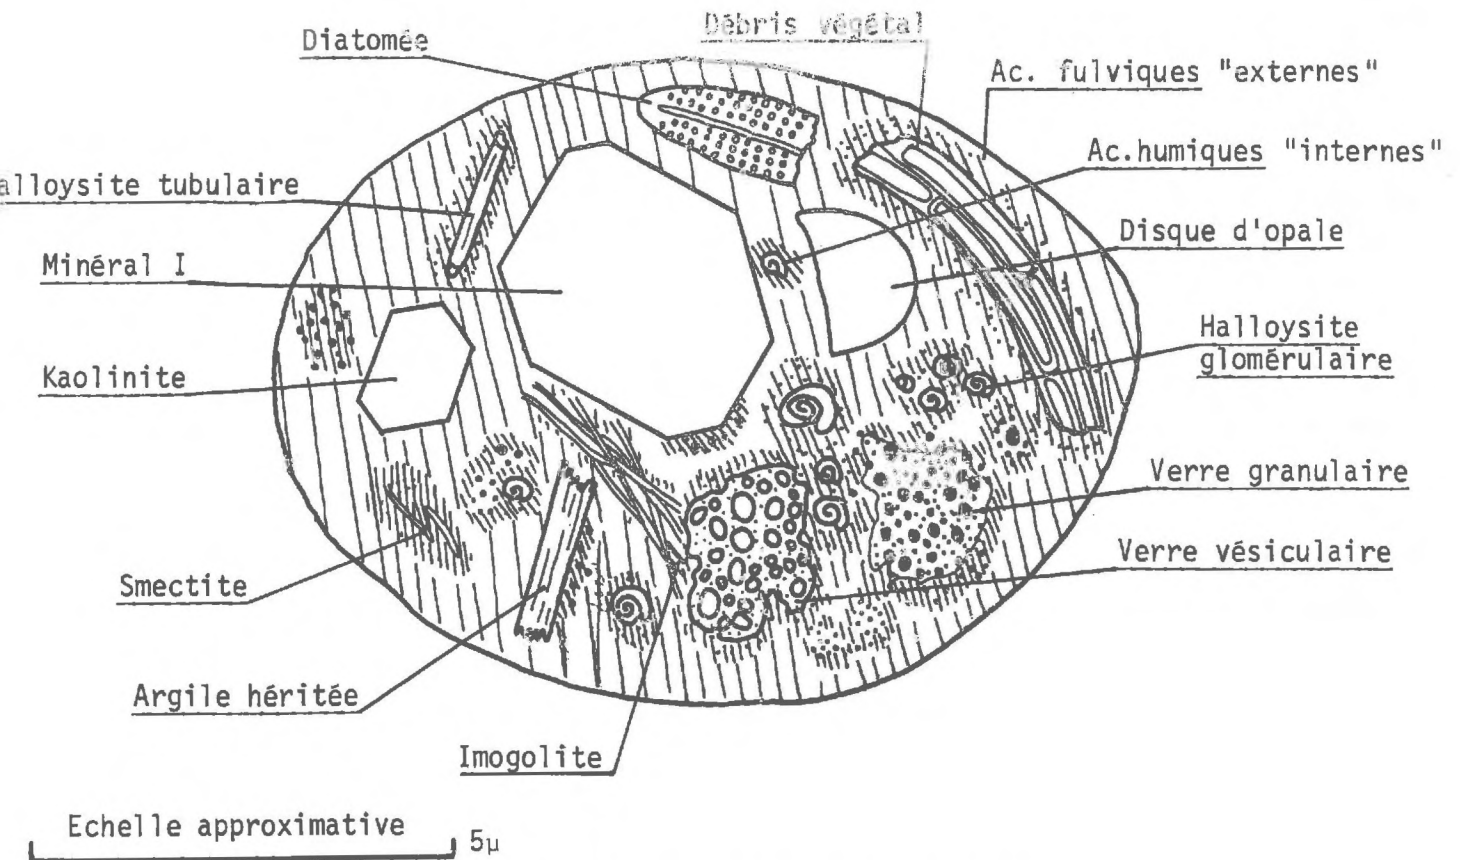 Débris végétal
Diatomée
Ac. fulviques "externes"
Ac.humiques "internes"
alloysite tubulaire
Disque d'opale
Minéral I
Halloysite
glomérulaire
Kaolinite
Verre granulaire
Verre vésiculaire
Smectite
Argile héritée
Imogolite
Echelle approximative
5μ